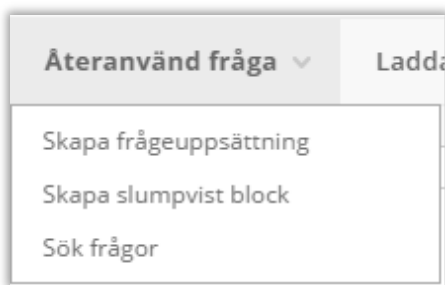 Återanvänd fråga Ladda
Skapa frågeuppsättning
Skapa slumpvist block
Sök frågor